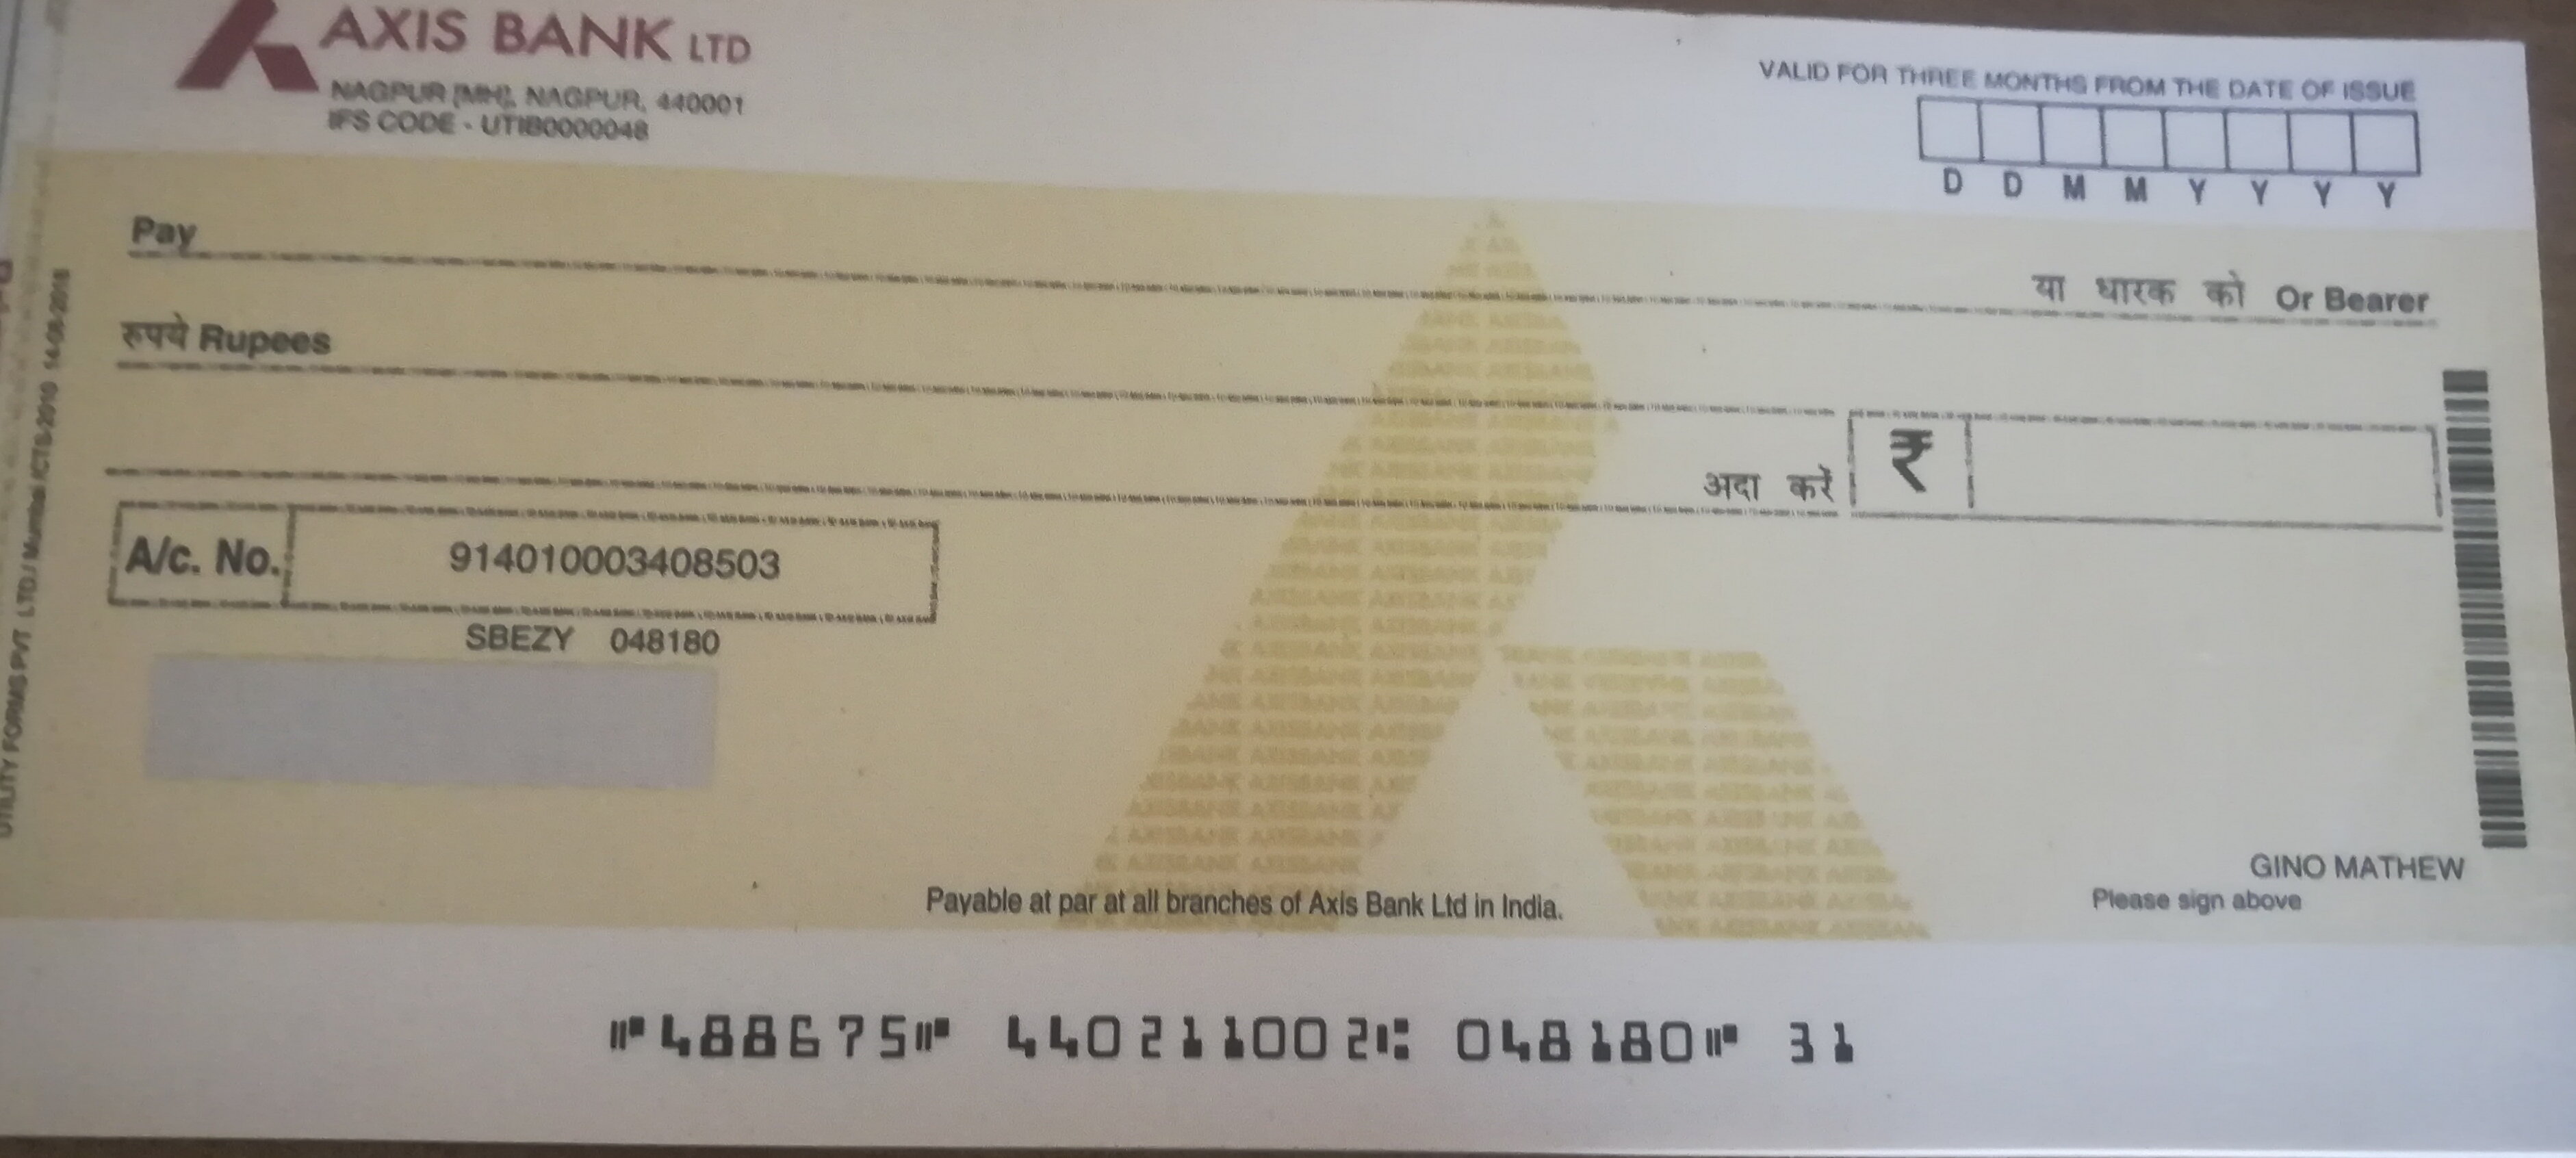 AXIS BANK LTD
NAGPUR [MH], NAGPUR, 440001
IFS CODE - UTIB0000048
VALID FOR THREE MONTHS FROM THE DATE OF ISSUE
D D M M Y Y Y Y
Pay
या धारक को Or Bearer
रुपये Rupees
अदा करें ₹
A/c. No. 914010003408503
SBEZY 048180
UTILITY FORMS PVT LTD / Mumbai / CTS-2010 14-08-2018
GINO MATHEW
Please sign above
Payable at par at all branches of Axis Bank Ltd in India.
⑈488675⑈ 440211002⑆ 048180⑈ 31